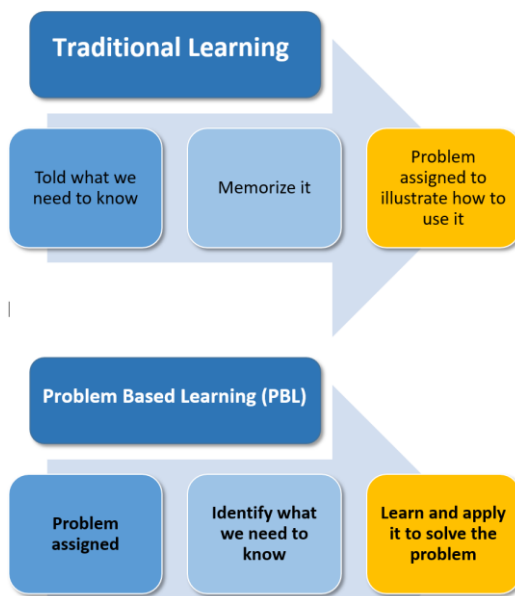 Traditional Learning
Told what we
need to know
Memorize it
Problem
assigned to
illustrate how to
use it
Problem Based Learning (PBL)
Problem
assigned
Identify what
we need to
know
Learn and apply
it to solve the
problem